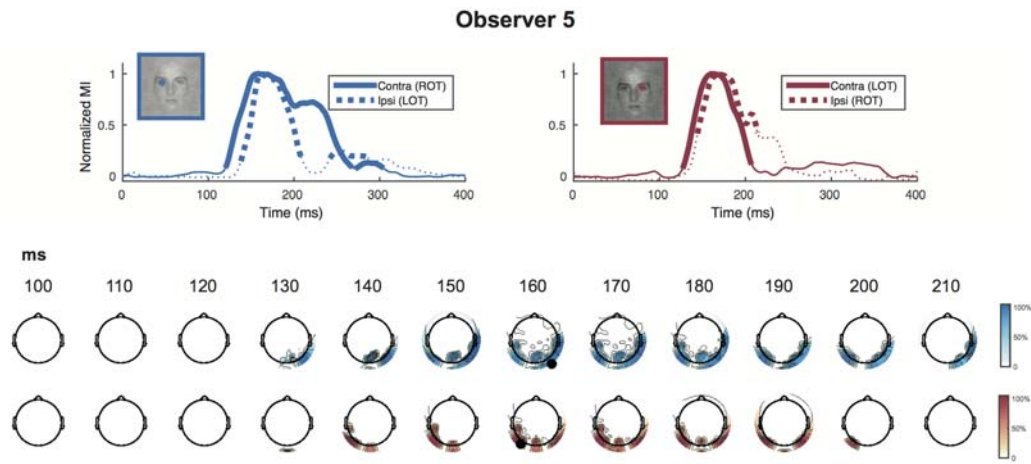 Observer 5
Normalized MI
1
0.5
0
0 100 200 300 400
Time (ms)
Contra (ROT)
Ipsi (LOT)
1
0.5
0
0 100 200 300 400
Time (ms)
Contra (LOT)
Ipsi (ROT)
ms
100 110 120 130 140 150 160 170 180 190 200 210
100%
0%
100%
0%